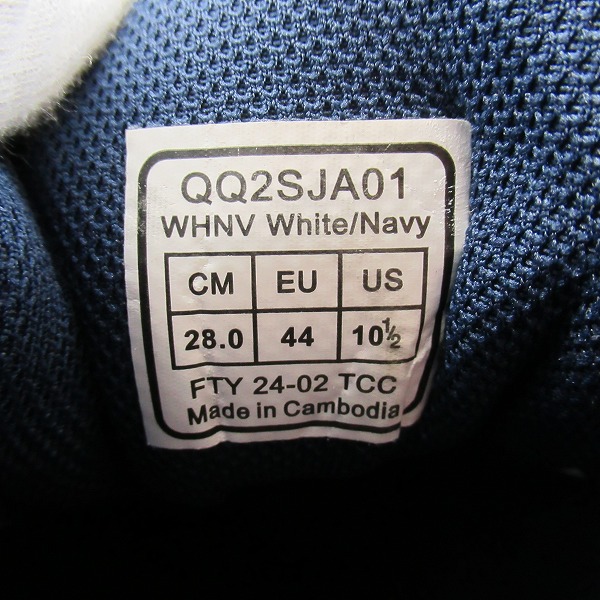 QQ2SJA01
WHNV White/Navy
CM EU US
28.0 44 10½
FTY 24-02 TCC
Made in Cambodia